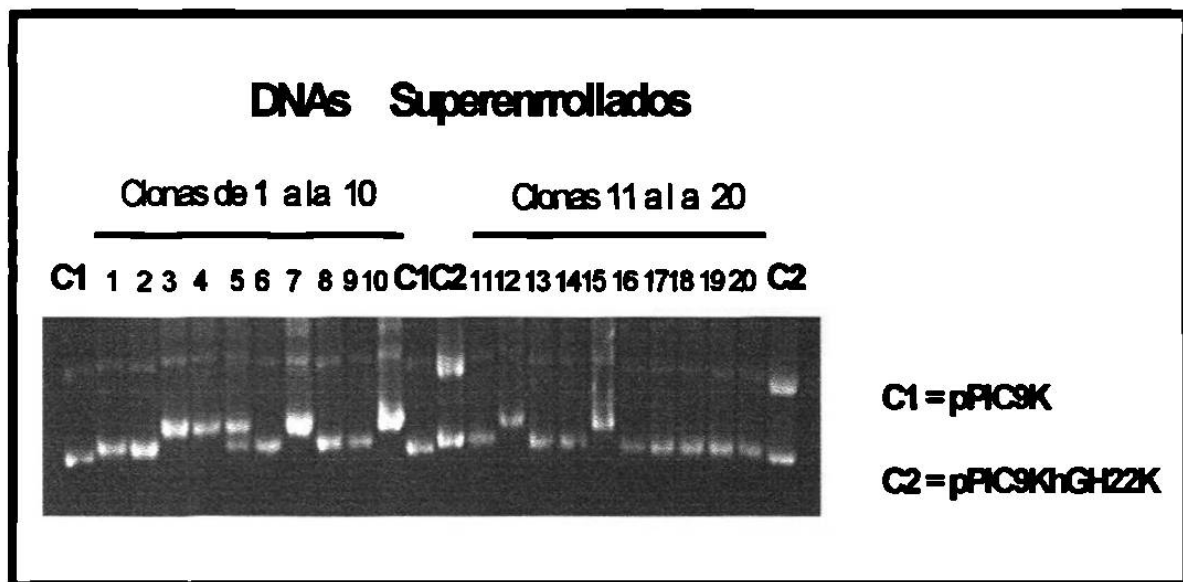 DNAs Superenrrollados
Clonas de 1 a la 10 Clonas 11 a l a 20
C1 1 2 3 4 5 6 7 8 9 10 C1 C2 11 12 13 14 15 16 17 18 19 20 C2
C1 = pPIC9K
C2 = pPIC9KhGH22K